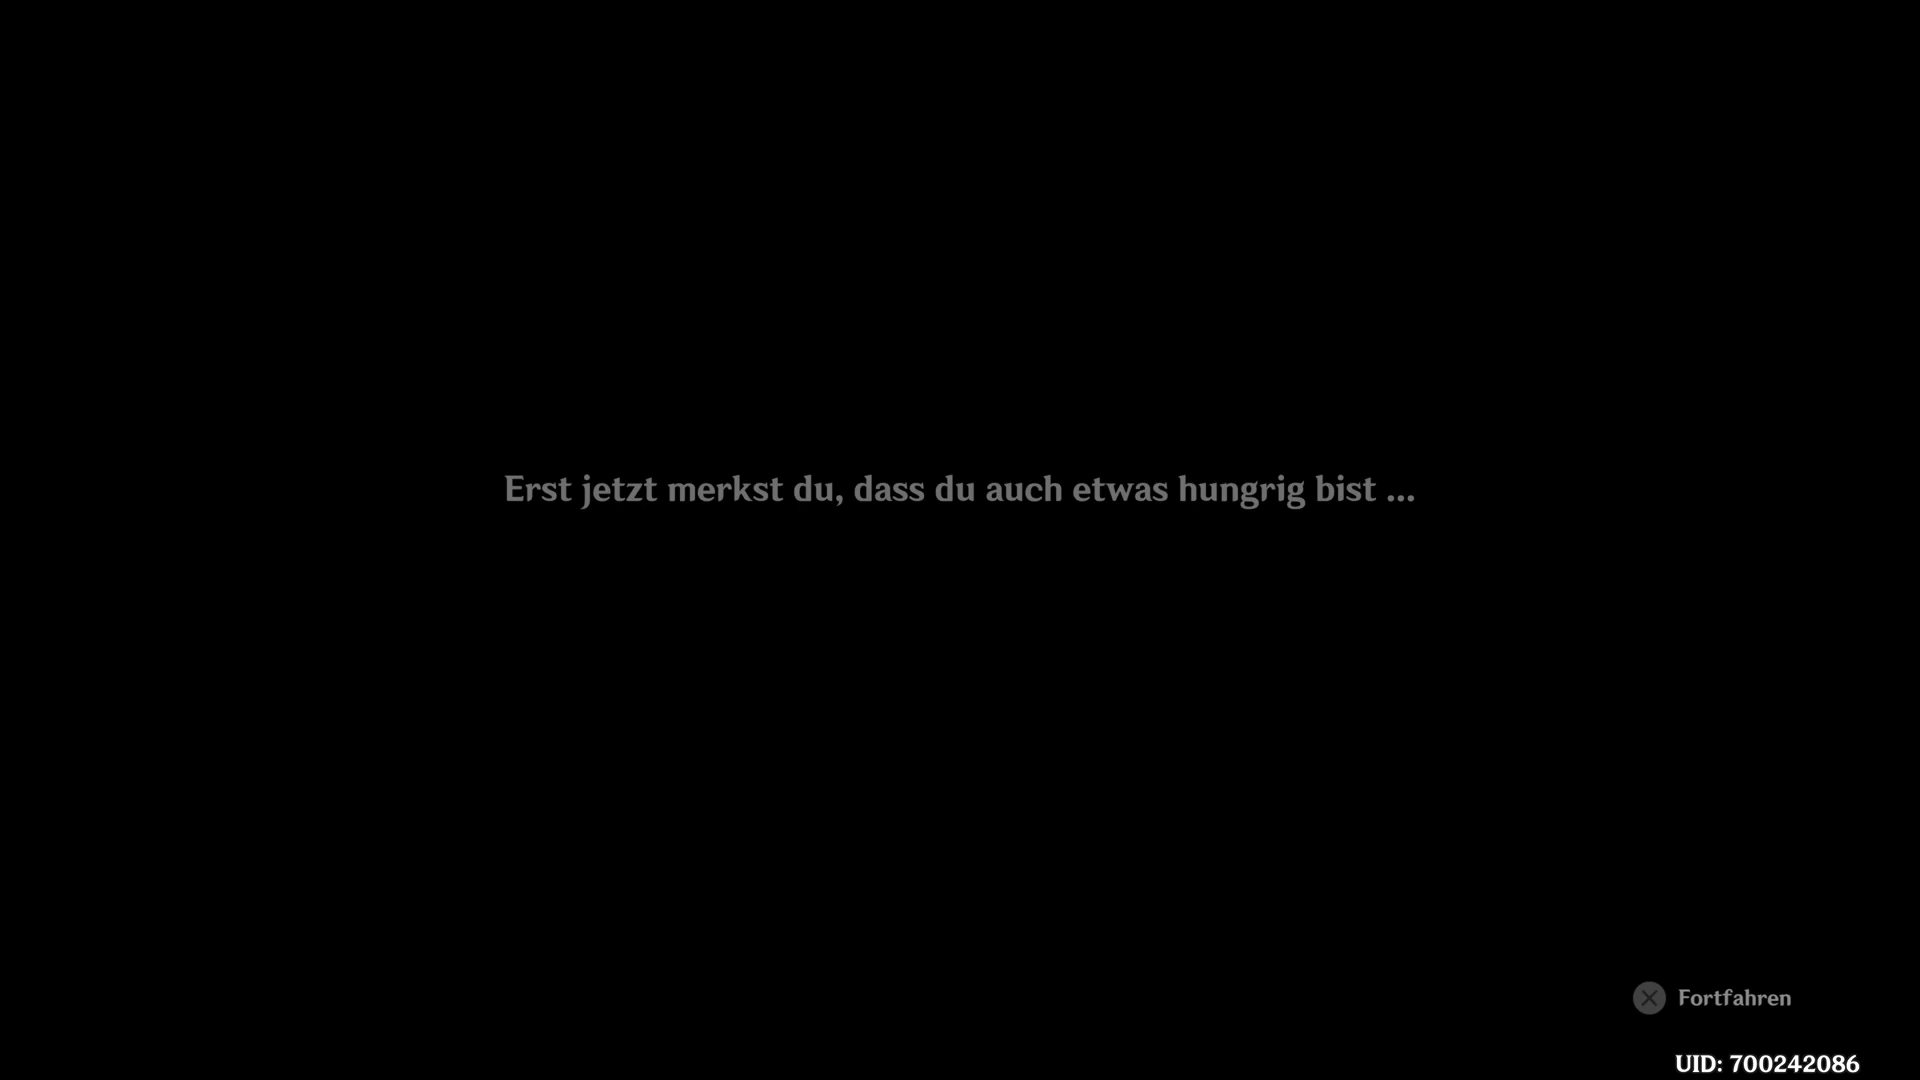 Erst jetzt merkst du, dass du auch etwas hungrig bist ...
Fortfahren
UID: 700242086